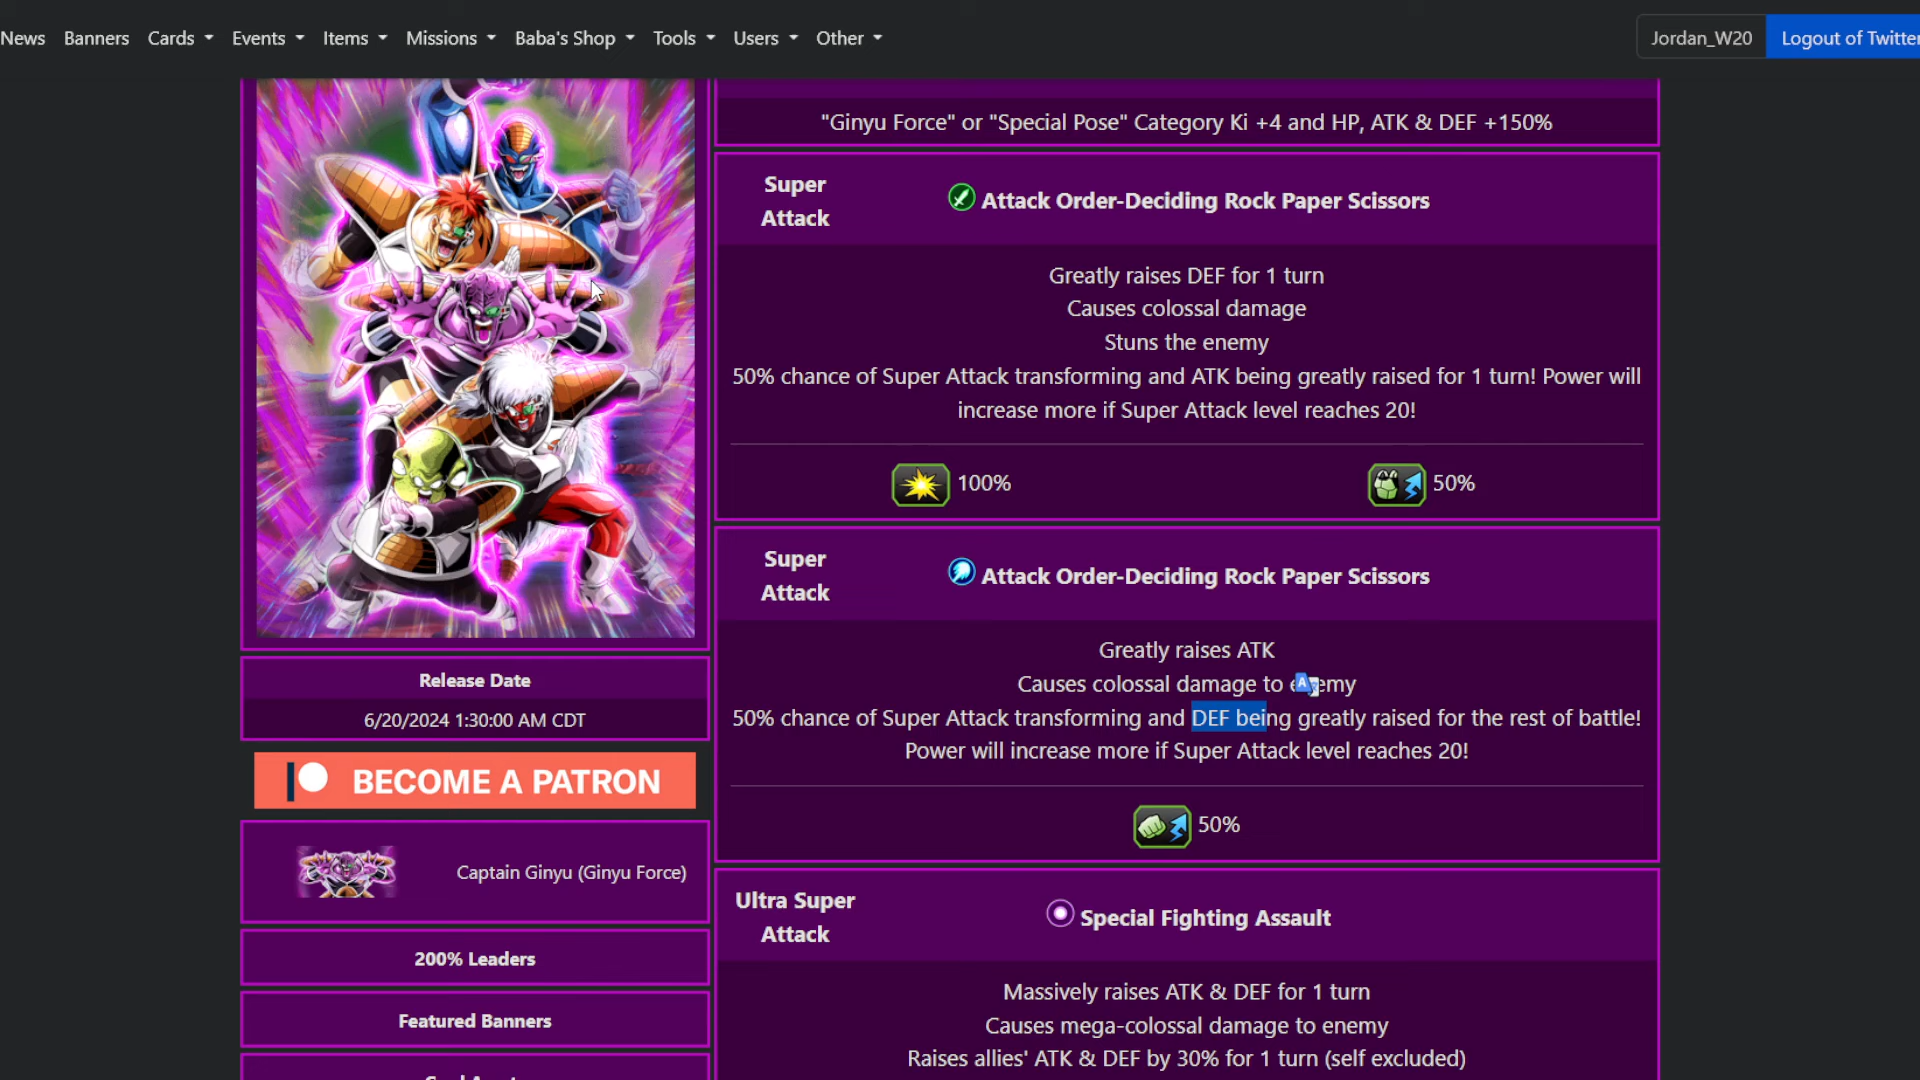 News Banners Cards Events Items Missions Baba's Shop Tools Users Other Jordan_W20 Logout of Twitter
"Ginyu Force" or "Special Pose" Category Ki +4 and HP, ATK & DEF +150%
Super Attack
Attack Order-Deciding Rock Paper Scissors
Greatly raises DEF for 1 turn
Causes colossal damage
Stuns the enemy
50% chance of Super Attack transforming and ATK being greatly raised for 1 turn! Power will
increase more if Super Attack level reaches 20!
100% 50%
Super Attack
Attack Order-Deciding Rock Paper Scissors
Greatly raises ATK
Causes colossal damage to enemy
50% chance of Super Attack transforming and DEF being greatly raised for the rest of battle!
Power will increase more if Super Attack level reaches 20!
50%
Ultra Super Attack
Special Fighting Assault
Massively raises ATK & DEF for 1 turn
Causes mega-colossal damage to enemy
Raises allies' ATK & DEF by 30% for 1 turn (self excluded)
Release Date
6/20/2024 1:30:00 AM CDT
BECOME A PATRON
Captain Ginyu (Ginyu Force)
200% Leaders
Featured Banners